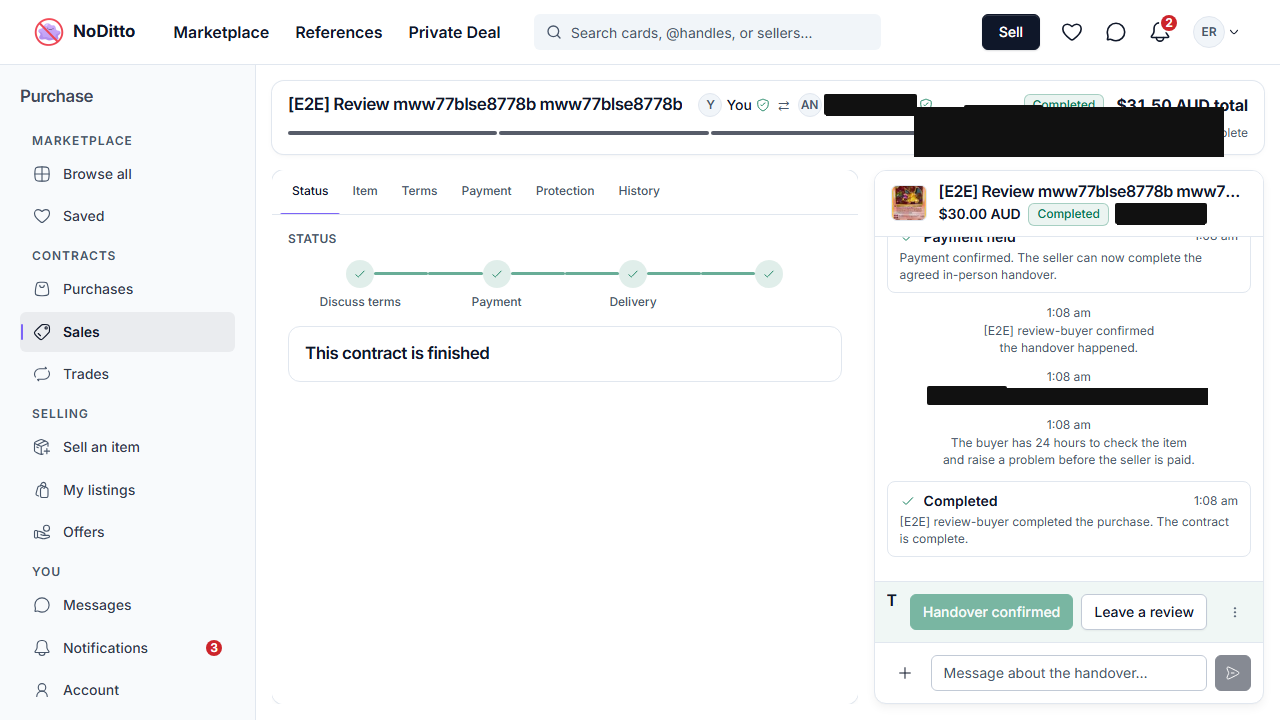 NoDitto
Marketplace
References
Private Deal
Search cards, @handles, or sellers...
Sell
2
ER
Purchase
MARKETPLACE
Browse all
Saved
CONTRACTS
Purchases
Sales
Trades
SELLING
Sell an item
My listings
Offers
YOU
Messages
Notifications
3
Account
[E2E] Review mww77blse8778b mww77blse8778b
Y
You
AN
Completed
$31.50 AUD total
Status
Item
Terms
Payment
Protection
History
STATUS
Discuss terms
Payment
Delivery
This contract is finished
[E2E] Review mww77blse8778b mww7...
$30.00 AUD
Completed
Payment held
1:08 am
Payment confirmed. The seller can now complete the
agreed in-person handover.
1:08 am
[E2E] review-buyer confirmed
the handover happened.
1:08 am
1:08 am
The buyer has 24 hours to check the item
and raise a problem before the seller is paid.
Completed
1:08 am
[E2E] review-buyer completed the purchase. The contract
is complete.
T
Handover confirmed
Leave a review
Message about the handover...